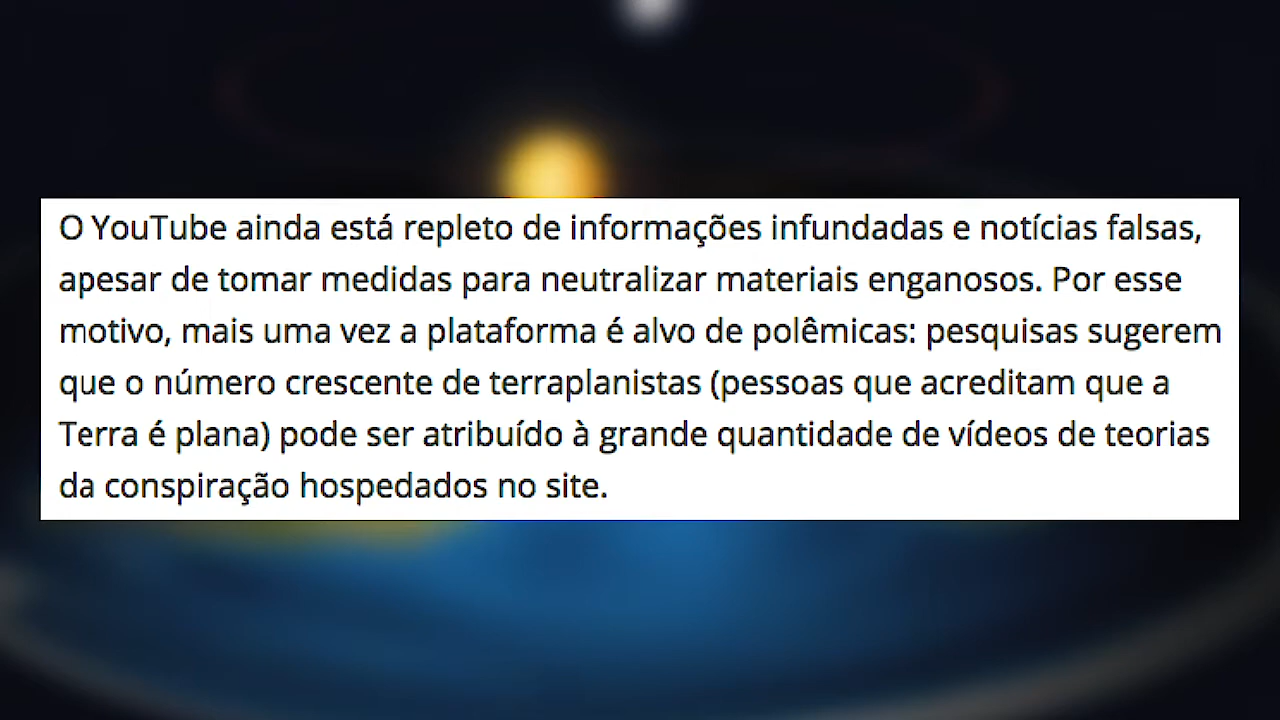 O YouTube ainda está repleto de informações infundadas e notícias falsas,
apesar de tomar medidas para neutralizar materiais enganosos. Por esse
motivo, mais uma vez a plataforma é alvo de polêmicas: pesquisas sugerem
que o número crescente de terraplanistas (pessoas que acreditam que a
Terra é plana) pode ser atribuído à grande quantidade de vídeos de teorias
da conspiração hospedados no site.